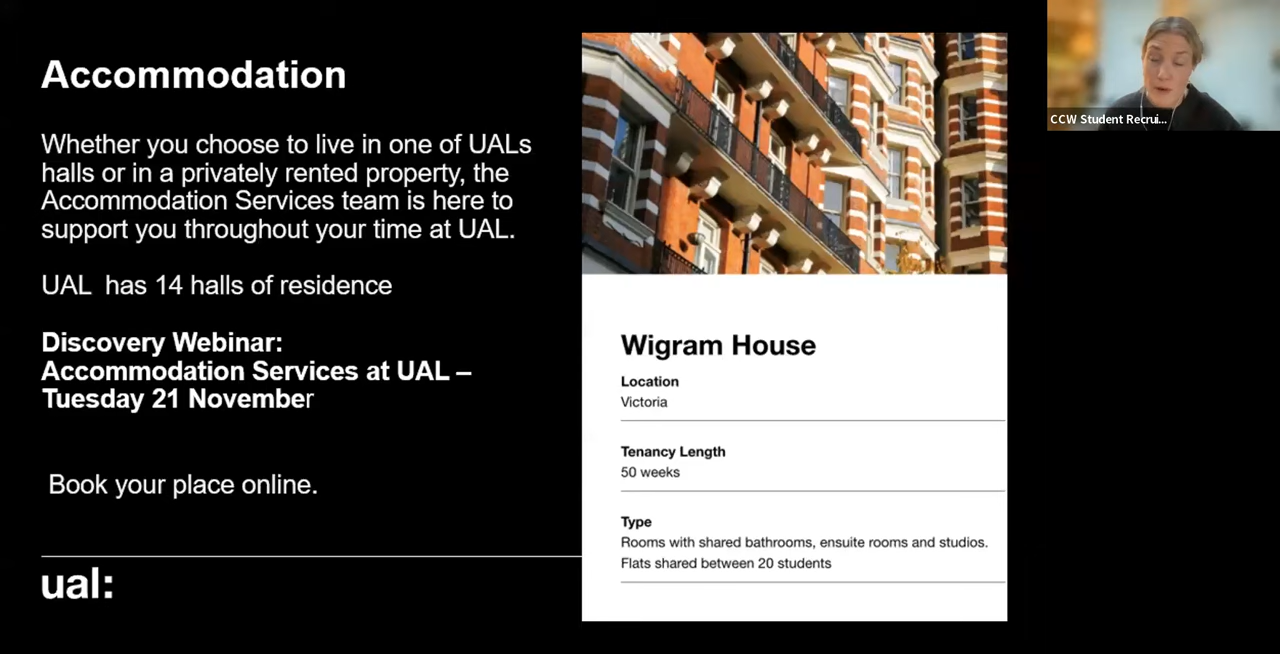 Accommodation
Whether you choose to live in one of UALs
halls or in a privately rented property, the
Accommodation Services team is here to
support you throughout your time at UAL.
UAL  has 14 halls of residence
Discovery Webinar:
Accommodation Services at UAL –
Tuesday 21 November
Book your place online.
ual:
Wigram House
Location
Victoria
Tenancy Length
50 weeks
Type
Rooms with shared bathrooms, ensuite rooms and studios.
Flats shared between 20 students
CCW Student Recrui...